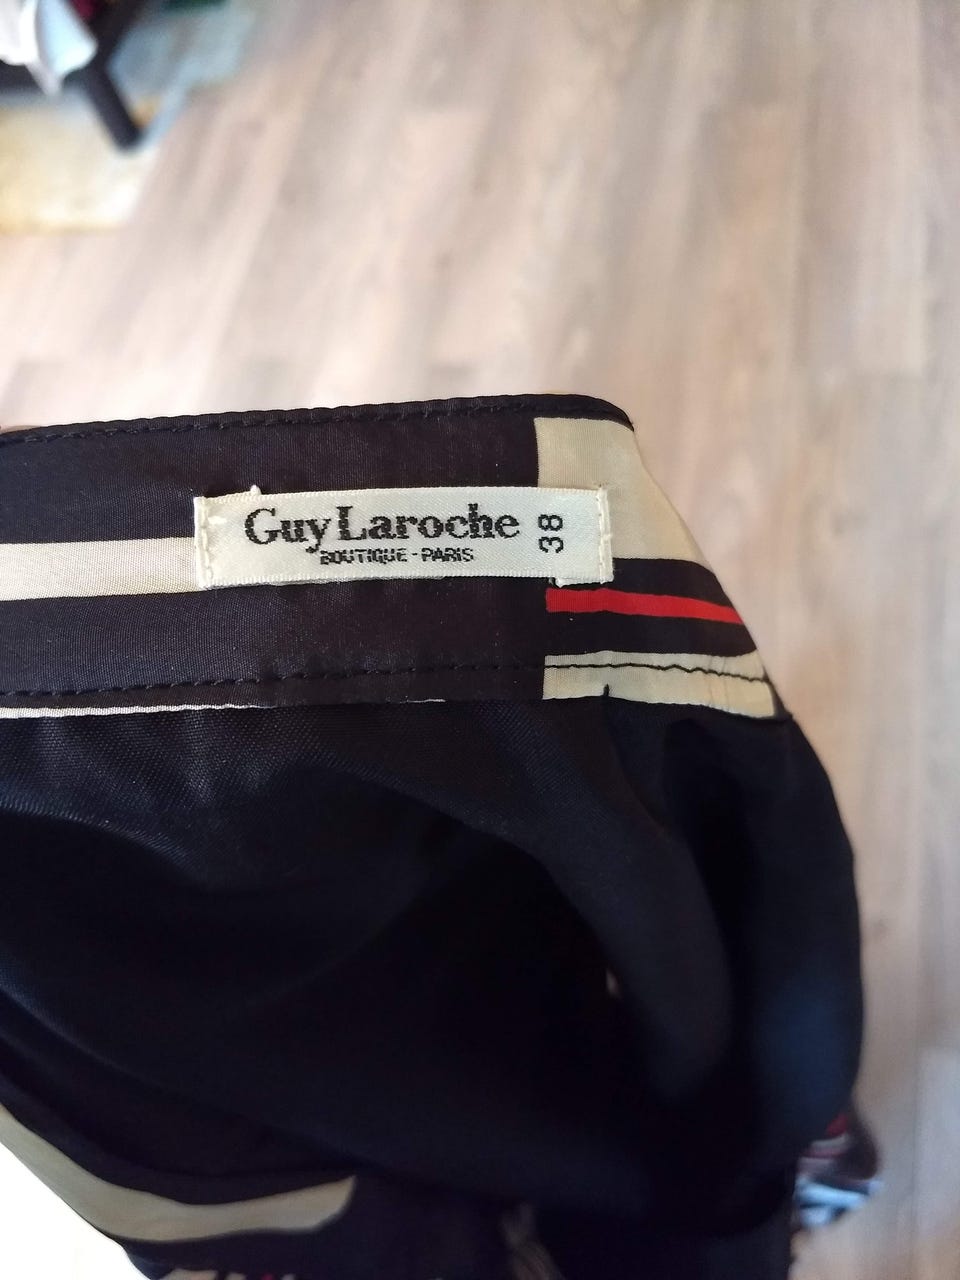 Guy Laroche
BOUTIQUE - PARIS
38